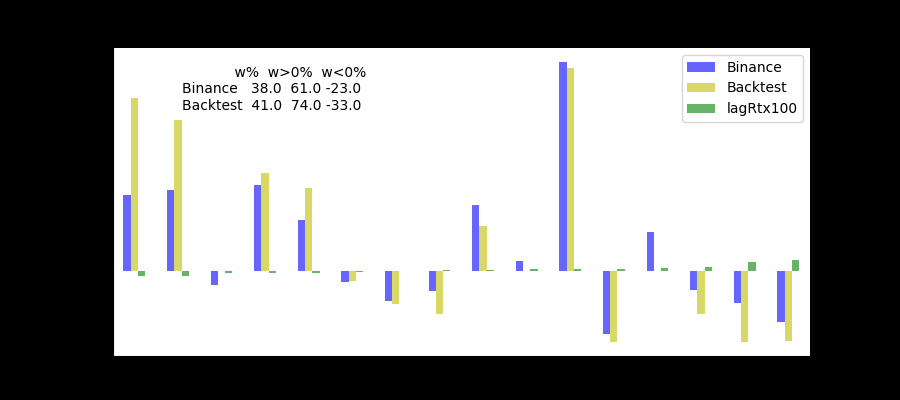 w%  w>0%  w<0%
Binance   38.0  61.0 -23.0
Backtest  41.0  74.0 -33.0
Binance
Backtest
lagRtx100